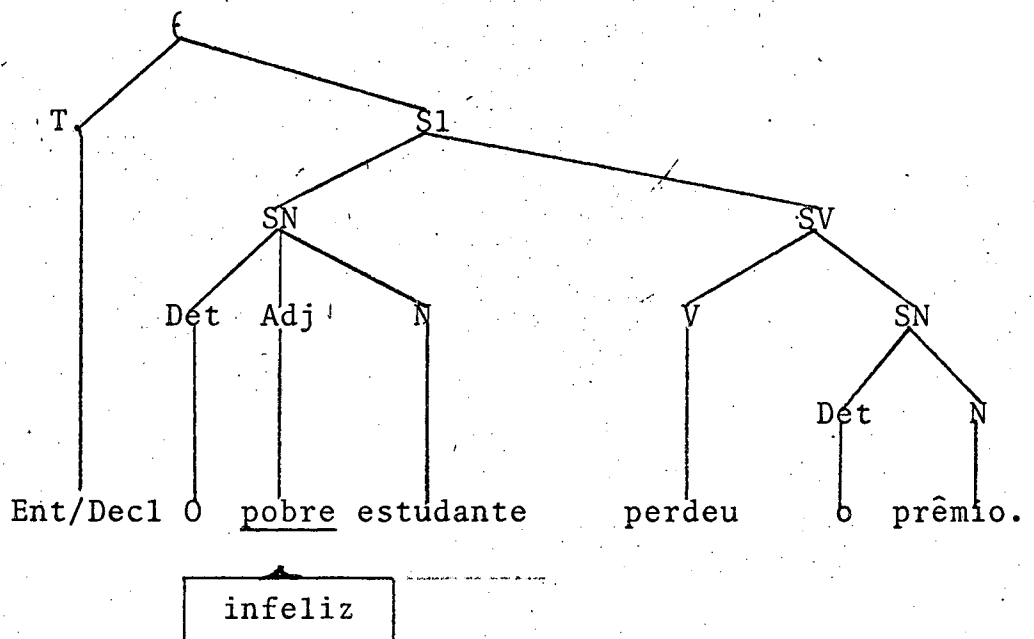 £
T S1
SN SV
Det Adj N V SN
Det N
Ent/Decl O pobre estudante perdeu o prêmio.
infeliz